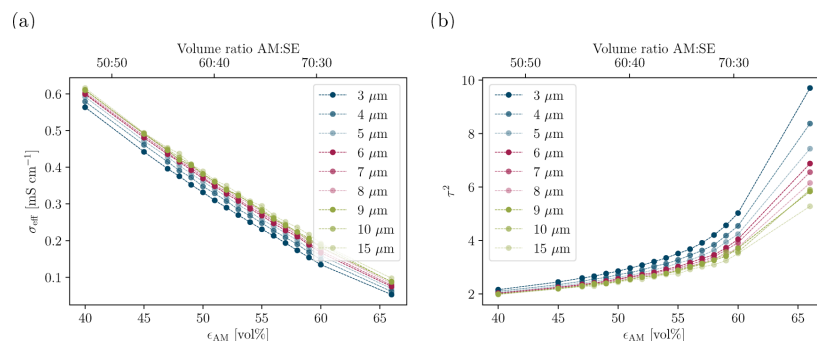 (a)
Volume ratio AM:SE
50:50 60:40 70:30
0.6
0.5
0.4
0.3
0.2
0.1
σeff [mS cm−1]
3 μm
4 μm
5 μm
6 μm
7 μm
8 μm
9 μm
10 μm
15 μm
40 45 50 55 60 65
ϵAM [vol%]
(b)
Volume ratio AM:SE
50:50 60:40 70:30
10
8
6
4
2
τ2
3 μm
4 μm
5 μm
6 μm
7 μm
8 μm
9 μm
10 μm
15 μm
40 45 50 55 60 65
ϵAM [vol%]